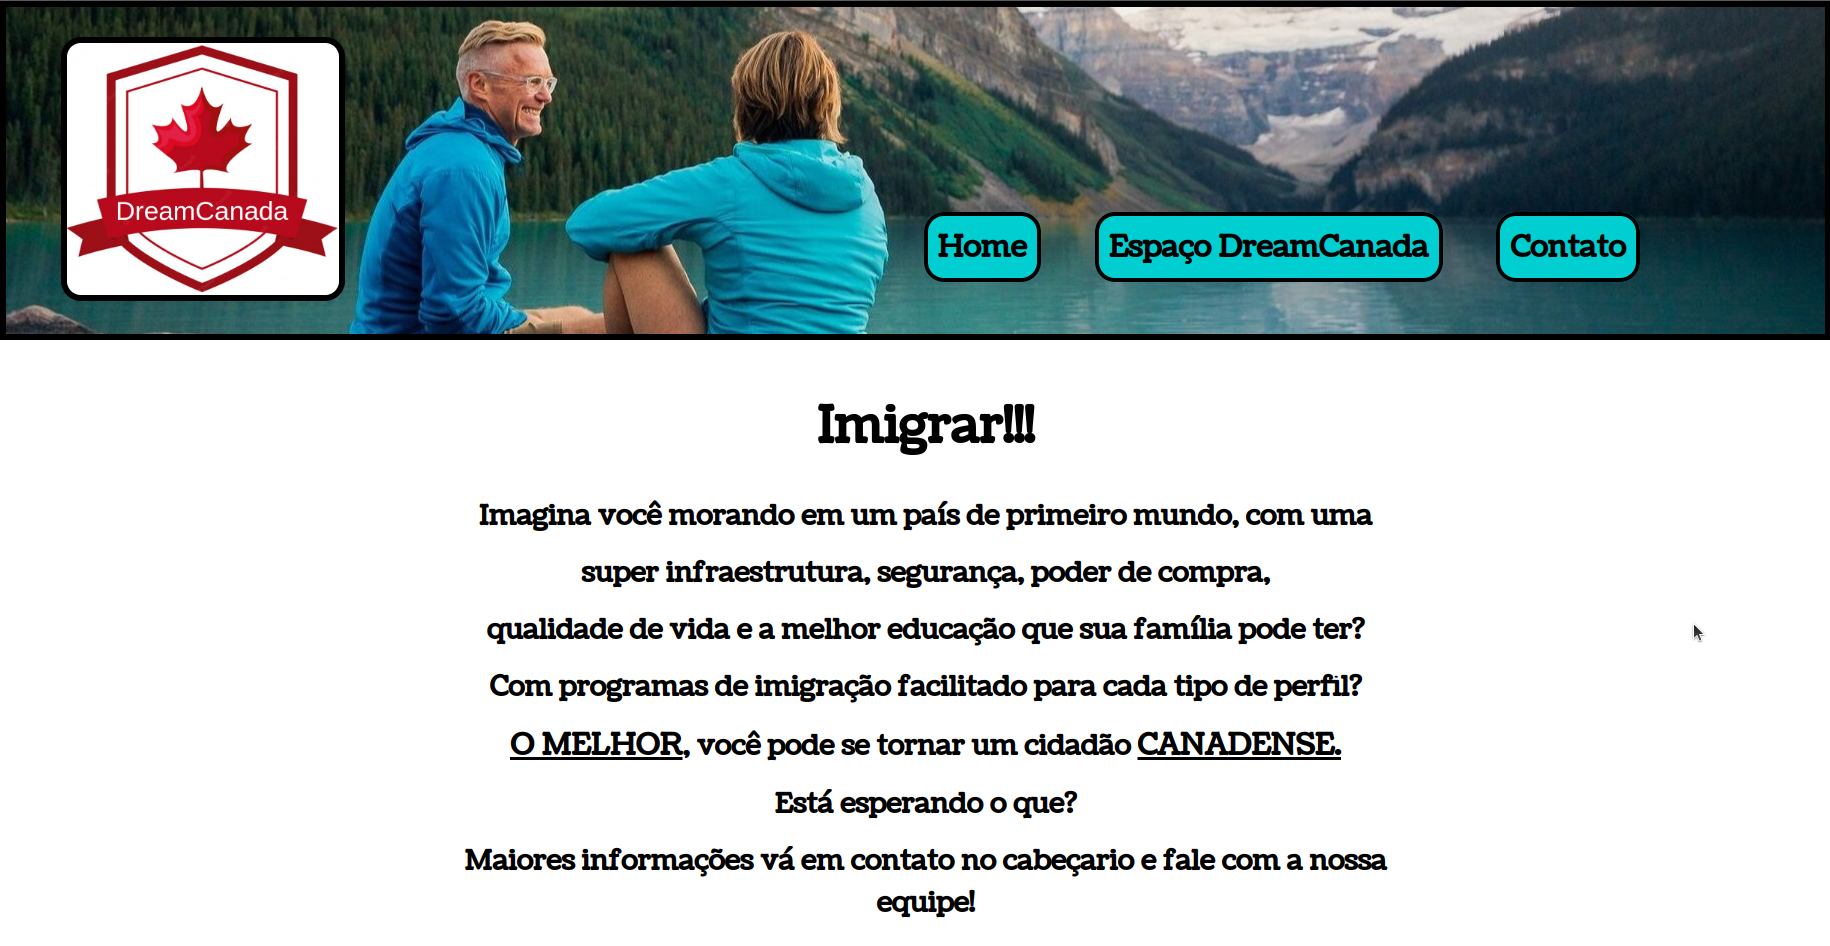 DreamCanada
Home
Espaço DreamCanada
Contato
Imigrar!!!
Imagina você morando em um país de primeiro mundo, com uma
super infraestrutura, segurança, poder de compra,
qualidade de vida e a melhor educação que sua família pode ter?
Com programas de imigração facilitado para cada tipo de perfil?
O MELHOR, você pode se tornar um cidadão CANADENSE.
Está esperando o que?
Maiores informações vá em contato no cabeçario e fale com a nossa
equipe!